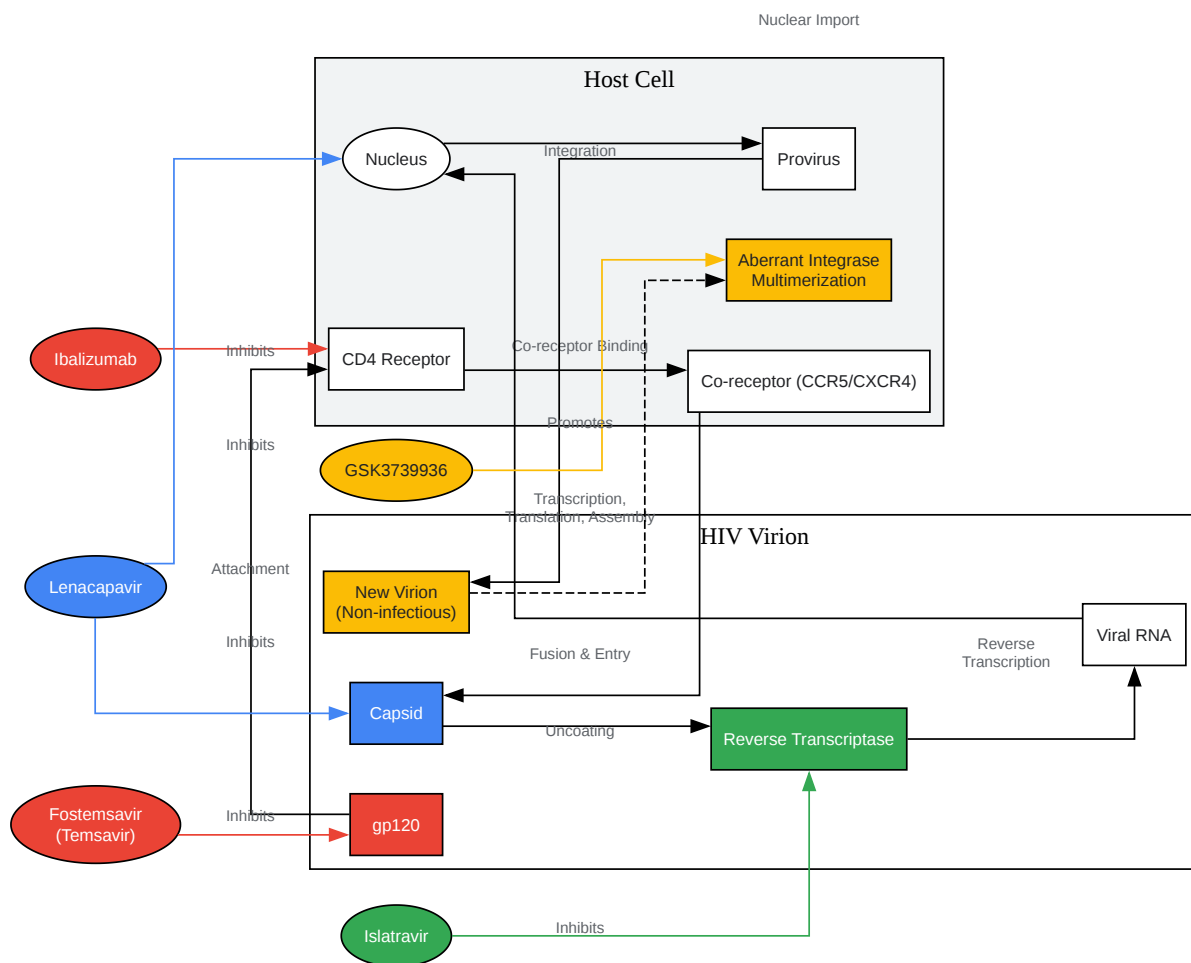 Nuclear Import
Host Cell
Nucleus
Integration
Provirus
Aberrant Integrase
Multimerization
Ibalizumab
Inhibits
CD4 Receptor
Co-receptor Binding
Co-receptor (CCR5/CXCR4)
Promotes
Inhibits
GSK3739936
Transcription,
Translation, Assembly
HIV Virion
Attachment
Lenacapavir
New Virion
(Non-infectious)
Viral RNA
Inhibits
Fusion & Entry
Reverse
Transcription
Capsid
Uncoating
Reverse Transcriptase
Fostemsavir
(Temsavir)
Inhibits
gp120
Islatravir
Inhibits